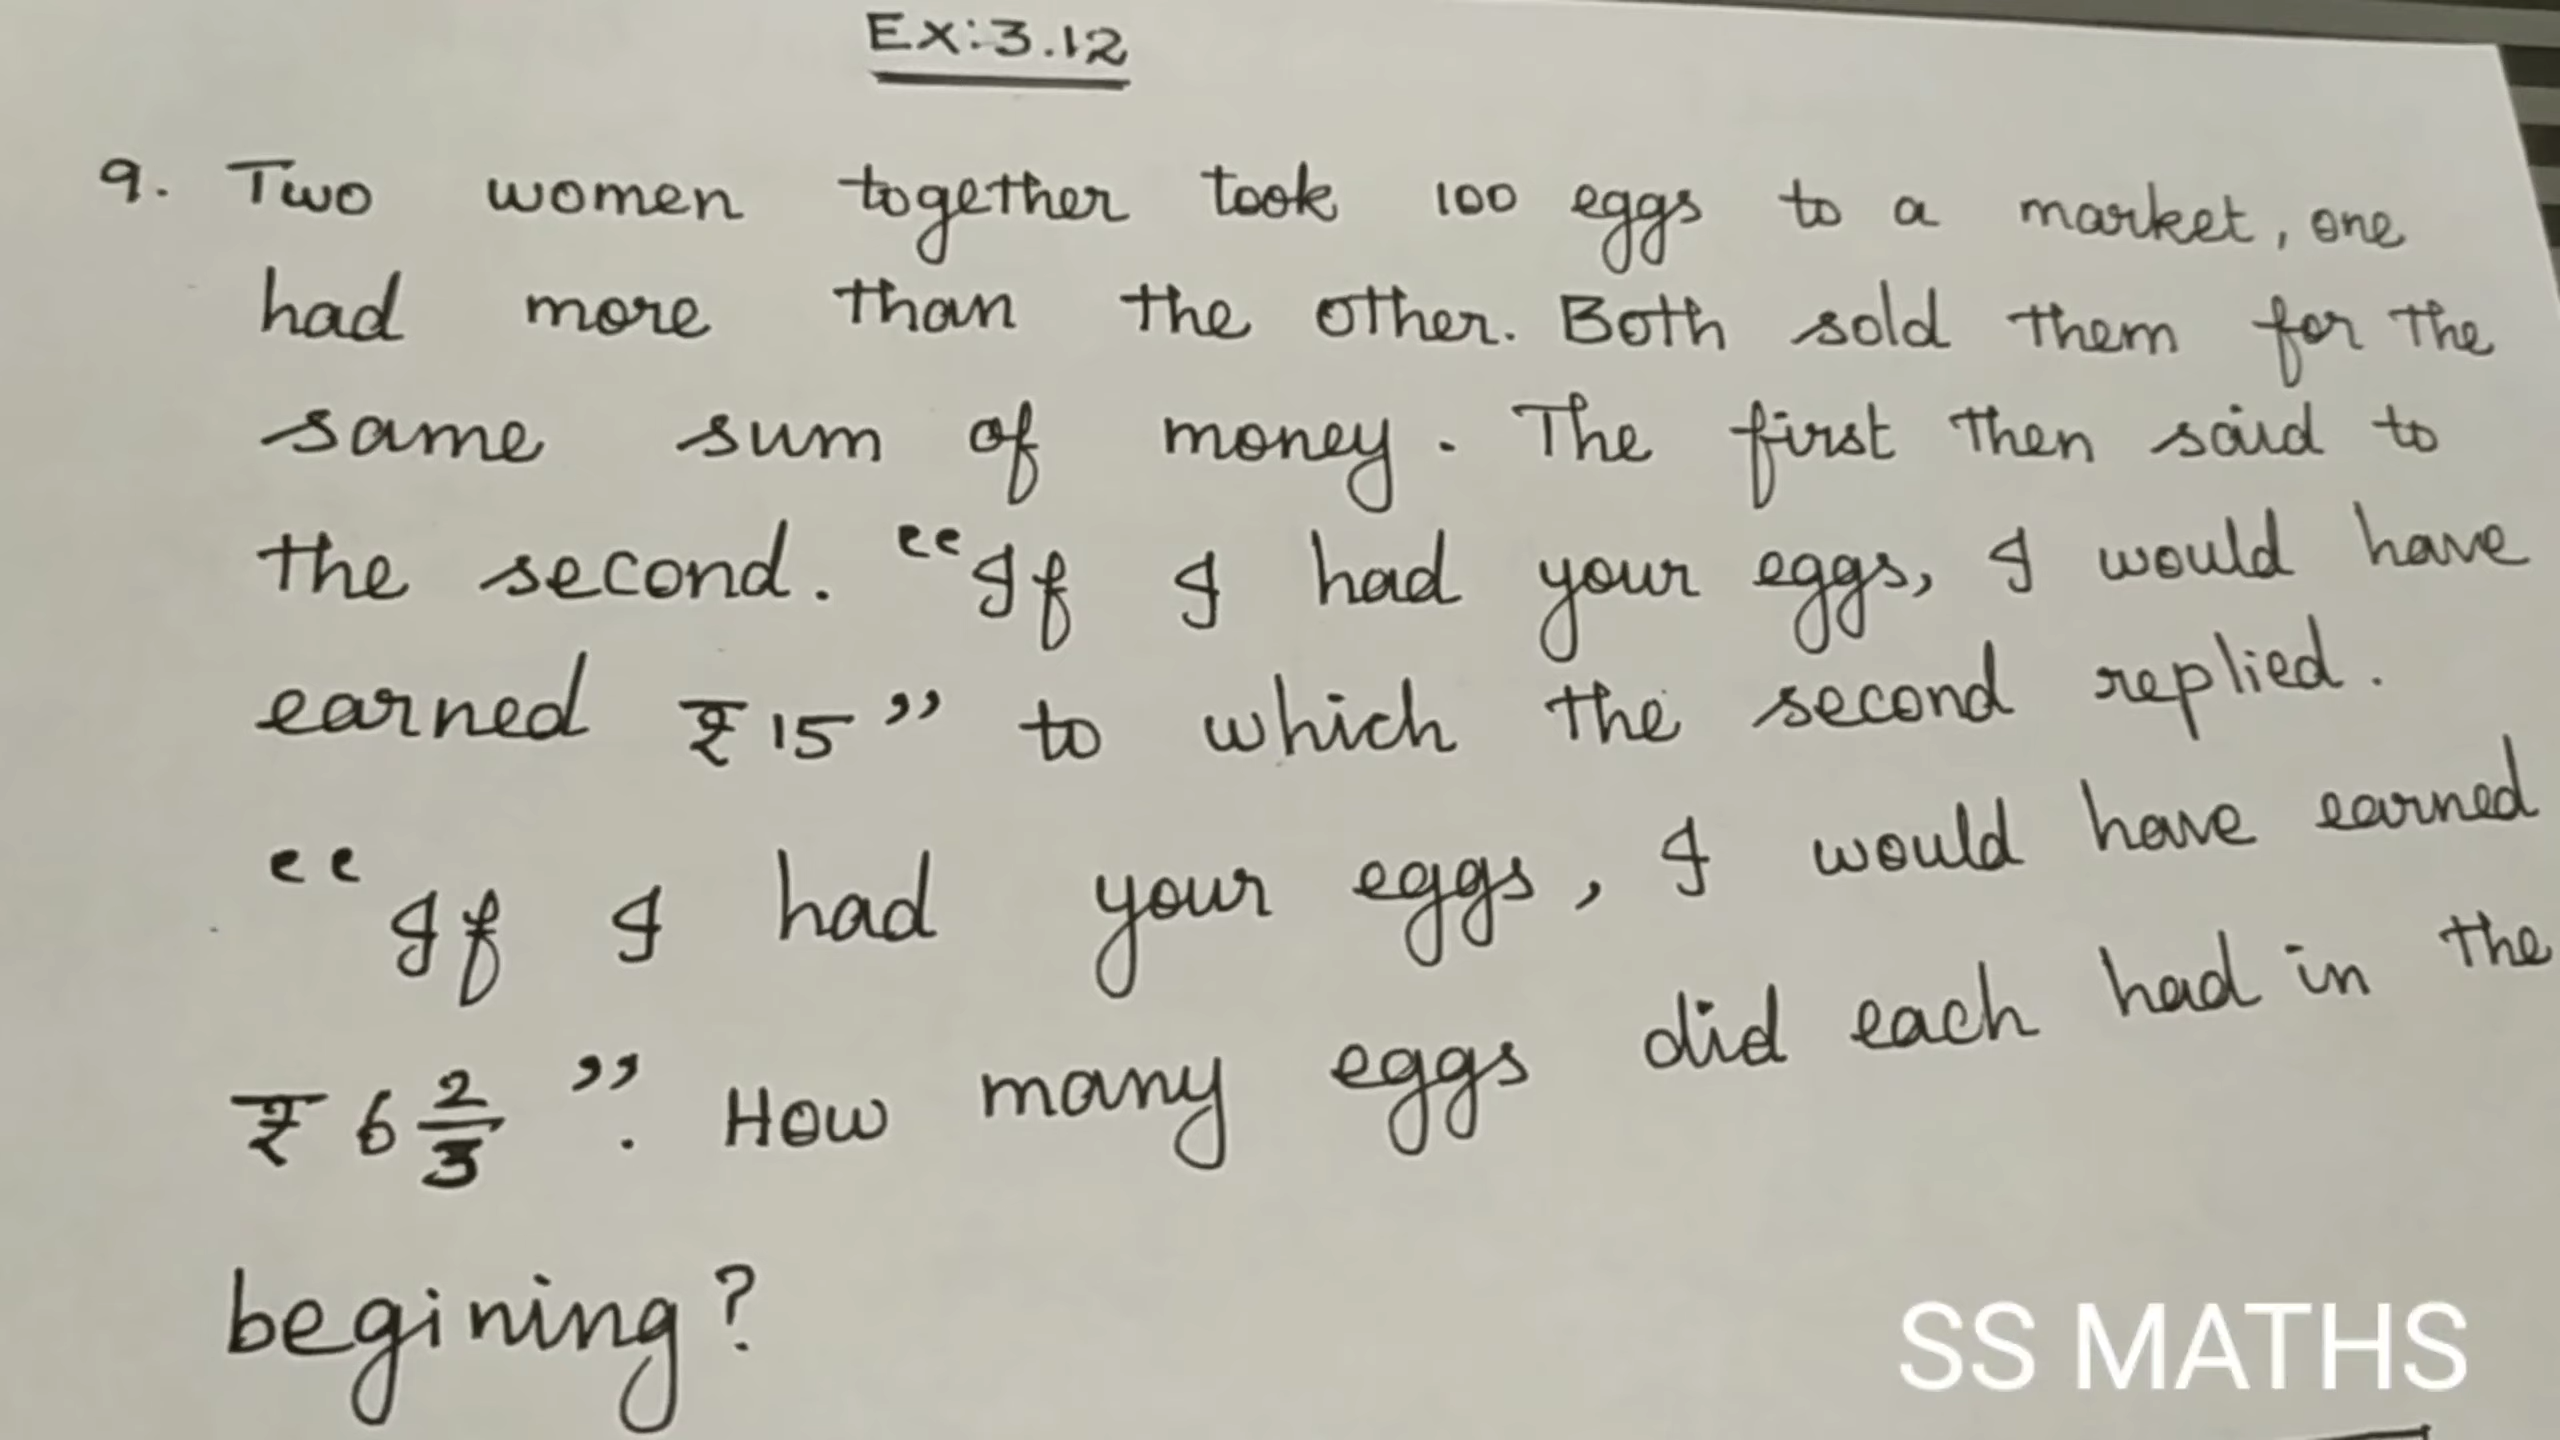 Ex:3.12
9. Two women together took 100 eggs to a market, one
had more than the other. Both sold them for the
same sum of money. The first then said to
the second. "If I had your eggs, I would have
earned ₹15" to which the second replied.
"If I had your eggs, I would have earned
₹ 6 2/3". How many eggs did each had in the
begining?
SS MATHS